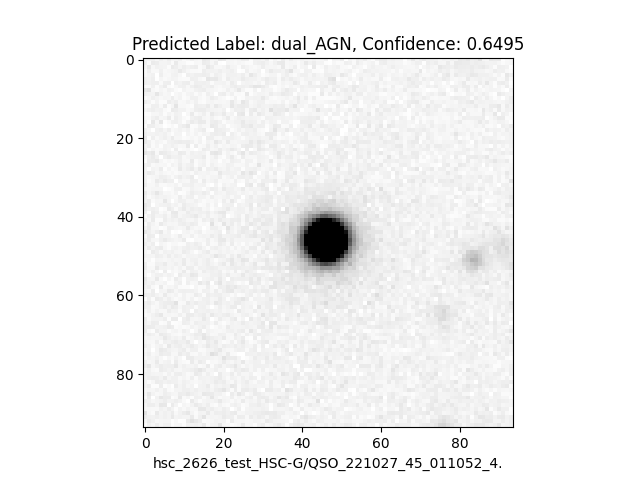 Predicted Label: dual_AGN, Confidence: 0.6495
0
20
40
60
80
0 20 40 60 80
hsc_2626_test_HSC-G/QSO_221027_45_011052_4.